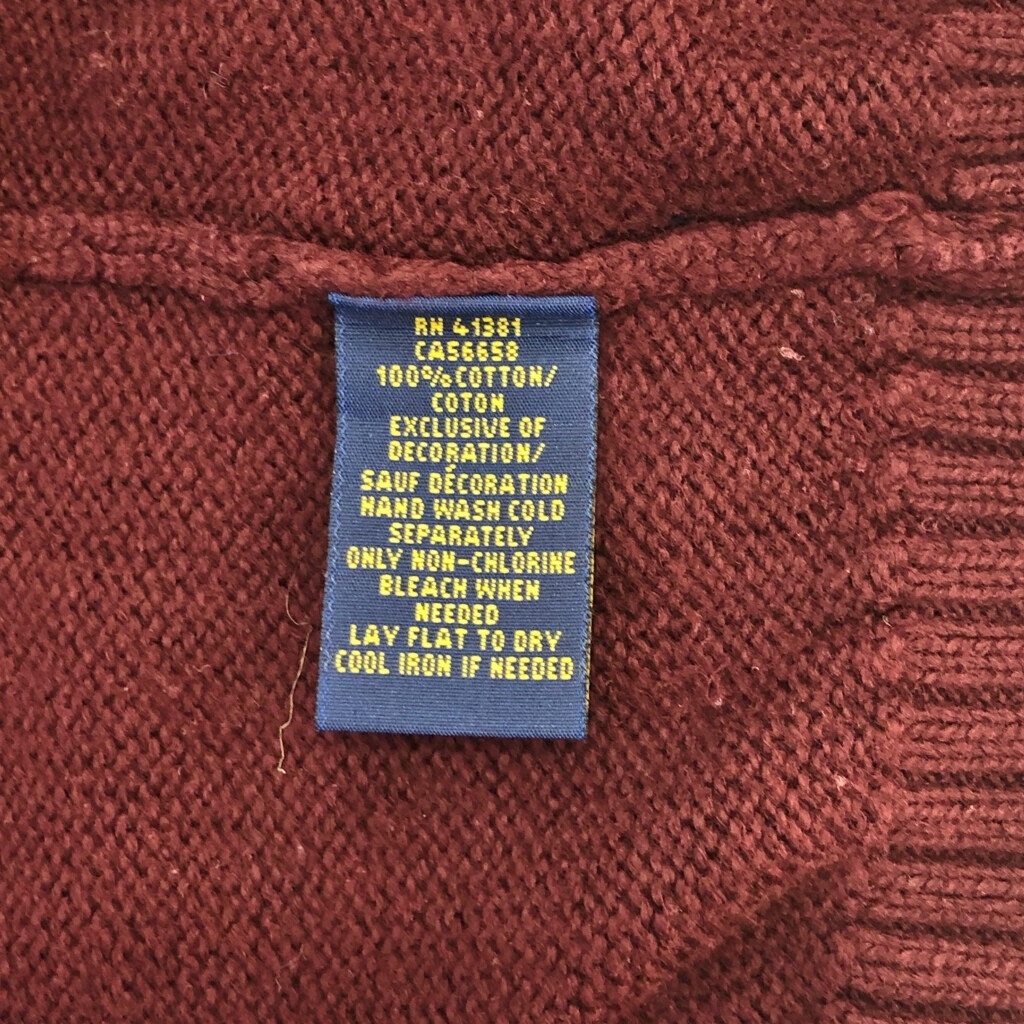 RN 41381
CA56658
100% COTTON/
COTON
EXCLUSIVE OF
DECORATION/
SAUF DÉCORATION
HAND WASH COLD
SEPARATELY
ONLY NON-CHLORINE
BLEACH WHEN
NEEDED
LAY FLAT TO DRY
COOL IRON IF NEEDED